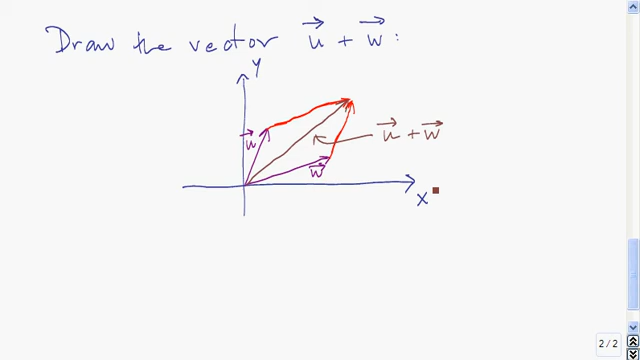 Draw the vector u⃗ + w⃗ :
y
u⃗
u⃗ + w⃗
w⃗
x
2 / 2